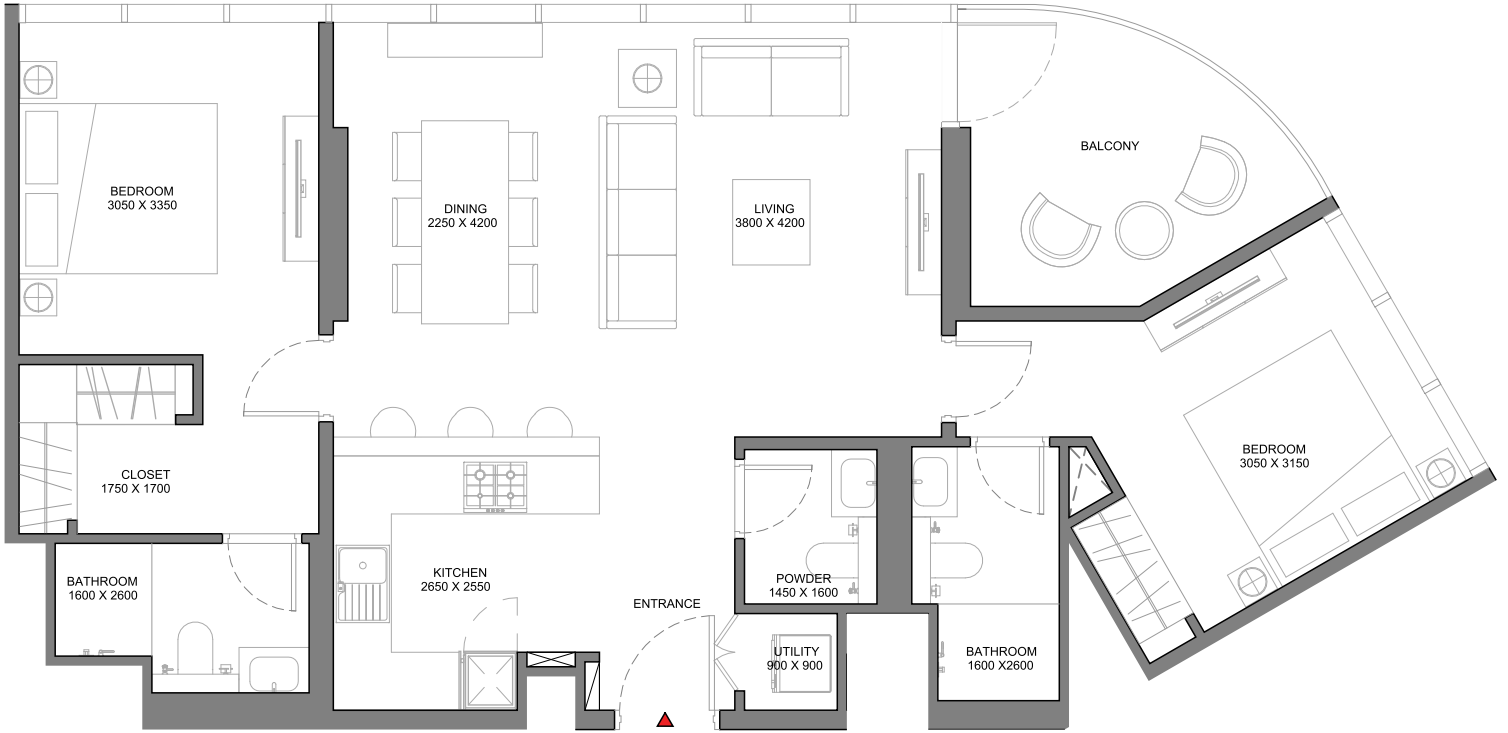 BALCONY
BEDROOM
3050 X 3350
DINING
2250 X 4200
LIVING
3800 X 4200
BEDROOM
3050 X 3150
CLOSET
1750 X 1700
BATHROOM
1600 X 2600
KITCHEN
2650 X 2550
POWDER
1450 X 1600
ENTRANCE
UTILITY
900 X 900
BATHROOM
1600 X2600